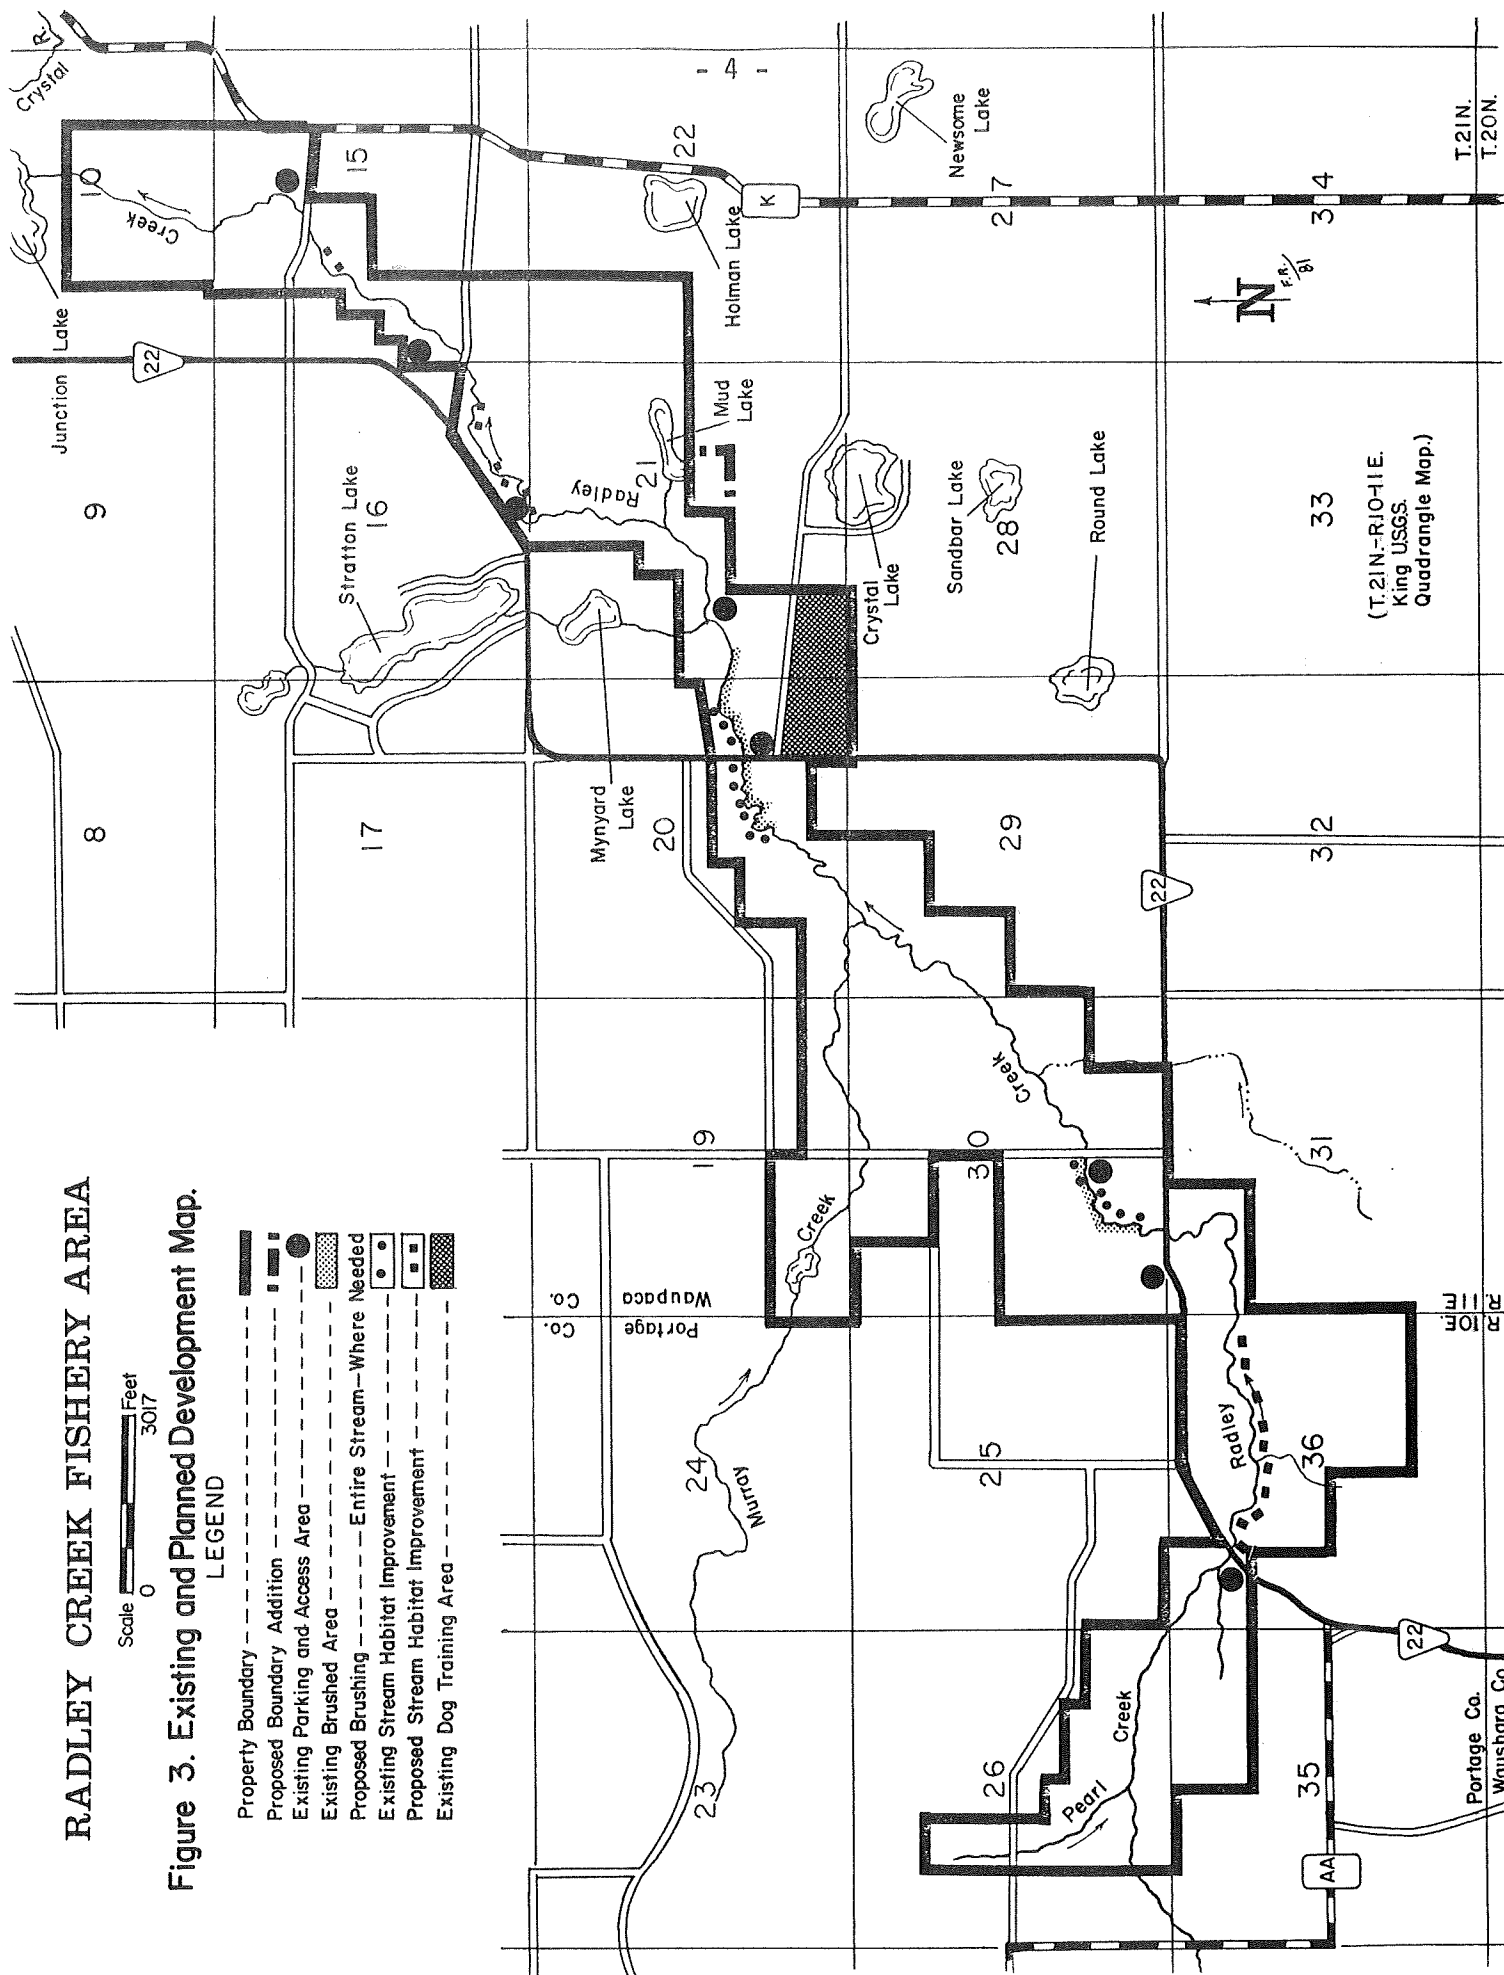 RADLEY CREEK FISHERY AREA
Scale
0
3017
Feet
Figure 3. Existing and Planned Development Map.
LEGEND
Property Boundary
Proposed Boundary Addition
Existing Parking and Access Area
Existing Brushed Area
Proposed Brushing ---- Entire Stream-Where Needed
Existing Stream Habitat Improvement
Proposed Stream Habitat Improvement
Existing Dog Training Area
8
9
10
Junction Lake
Crystal R.
Creek
22
17
16
15
Stratton Lake
- 4 -
Mynyard
Lake
19
20
21
22
Radley
Mud
Lake
Holman Lake
K
Newsome
Lake
23
24
Murray
Creek
Portage Co.
Waupaca Co.
Crystal
Lake
Sandbar Lake
Round Lake
26
25
30
29
28
27
Creek
22
N
F.R./
81
Pearl
Creek
Radley
35
36
31
32
33
3 4
AA
22
Portage Co.
Waushara Co.
R.10E.
R.11E
(T.21N.-R.10-11E.
King U.S.G.S.
Quadrangle Map.)
T.21N.
T.20N.